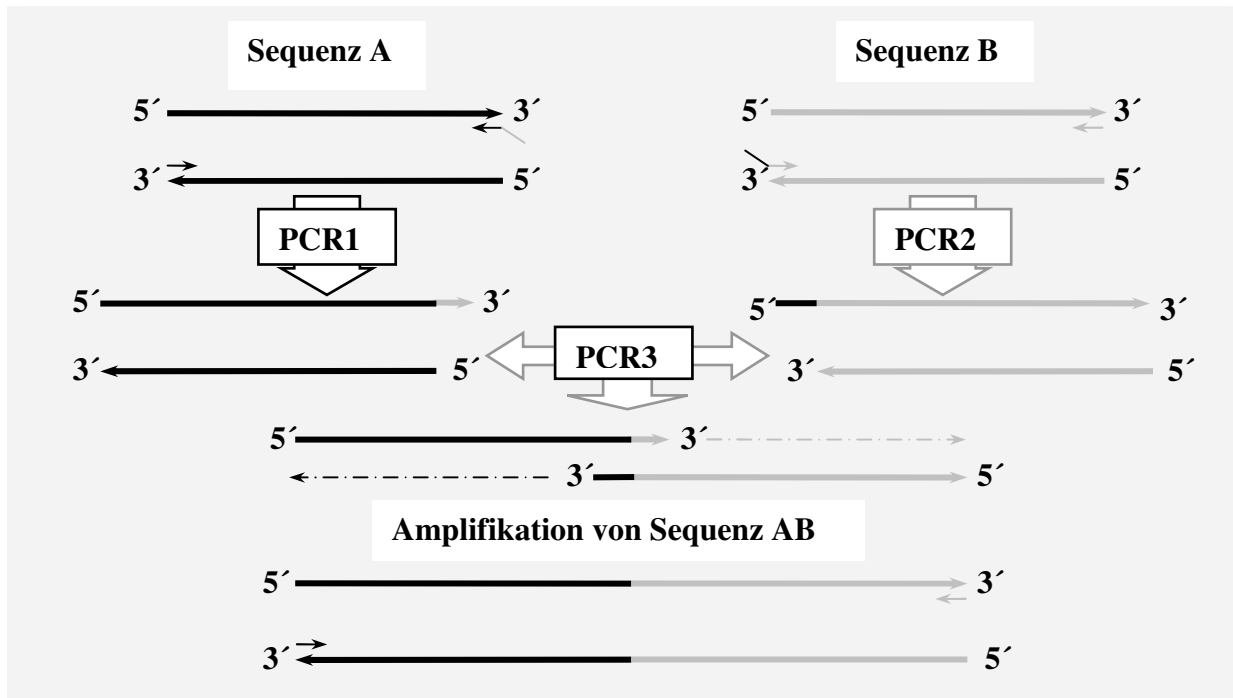 Sequenz A Sequenz B
5´ 3´ 5´ 3´
3´ 5´ 3´ 5´
PCR1 PCR2
5´ 3´ 5´ 3´
PCR3
3´ 5´ 3´ 5´
5´ 3´
3´ 5´
Amplifikation von Sequenz AB
5´ 3´
3´ 5´